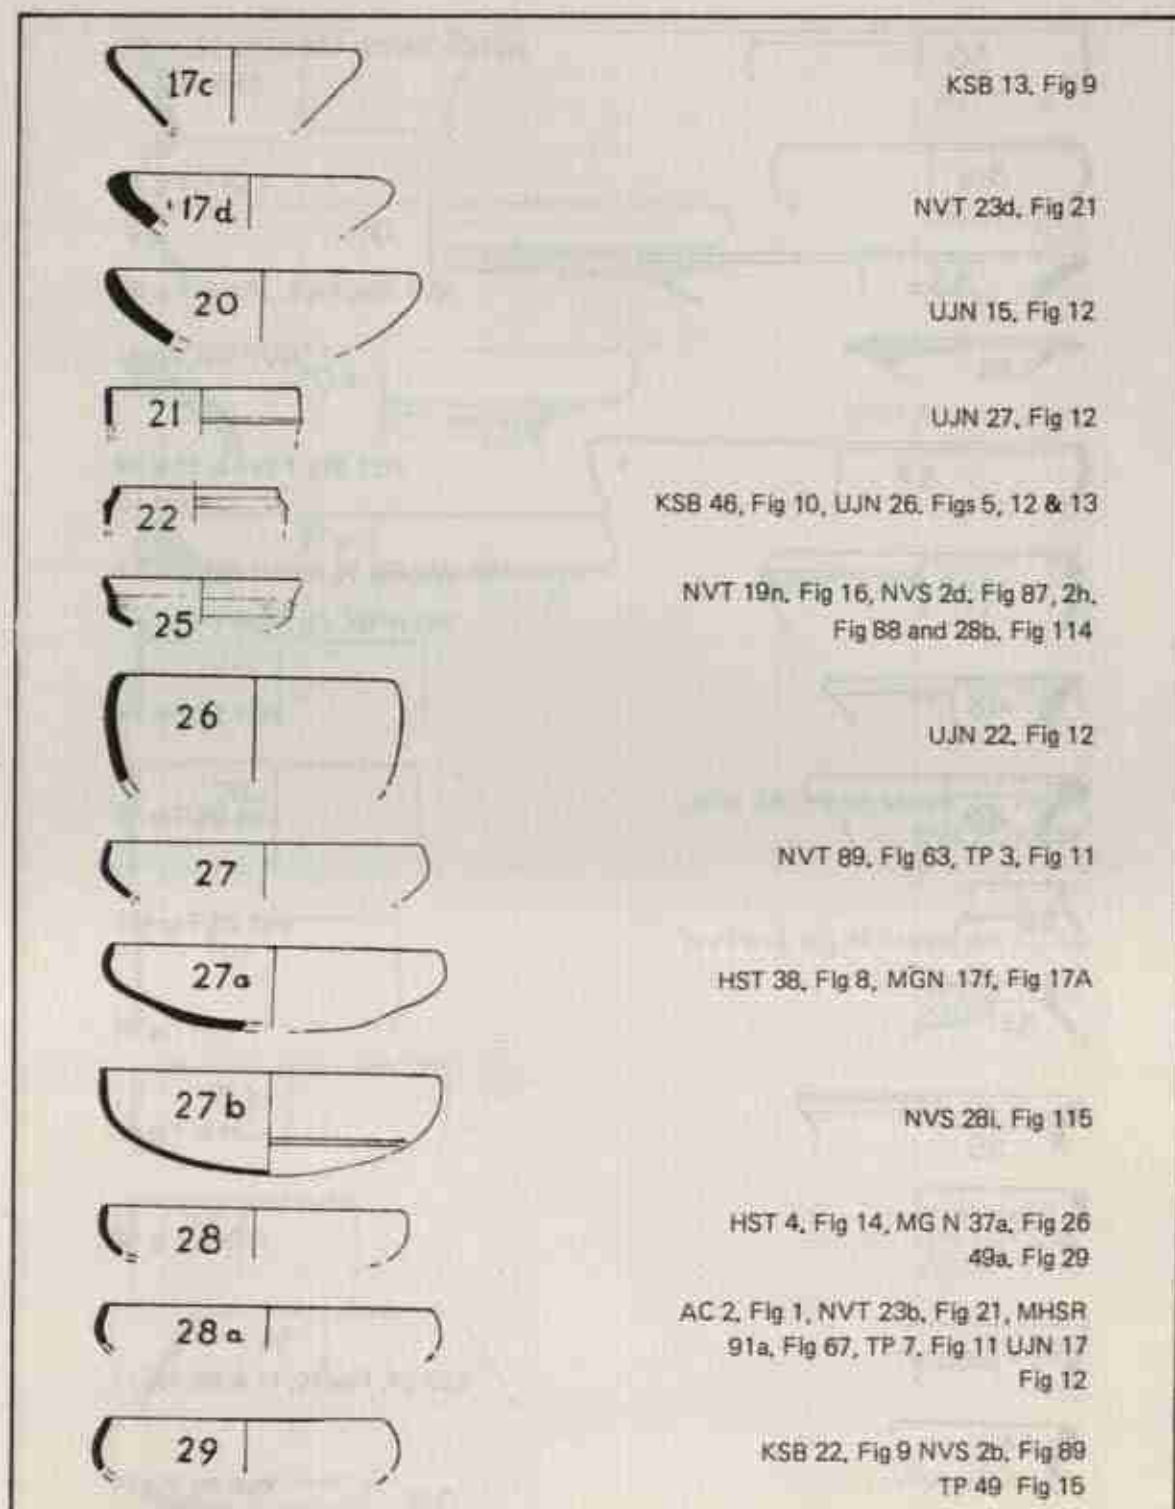 17c KSB 13, Fig 9
17d NVT 23d, Fig 21
20 UJN 15, Fig 12
21 UJN 27, Fig 12
22 KSB 46, Fig 10, UJN 26, Figs 5, 12 & 13
25 NVT 19n, Fig 16, NVS 2d, Fig 87, 2h,
Fig 88 and 28b, Fig 114
26 UJN 22, Fig 12
27 NVT 89, Fig 63, TP 3, Fig 11
27a HST 38, Fig 8, MGN 17f, Fig 17A
27b NVS 28i, Fig 115
28 HST 4, Fig 14, MG N 37a, Fig 26
49a, Fig 29
28a AC 2, Fig 1, NVT 23b, Fig 21, MHSR
91a, Fig 67, TP 7, Fig 11 UJN 17
Fig 12
29 KSB 22, Fig 9 NVS 2b, Fig 89
TP 49 Fig 15